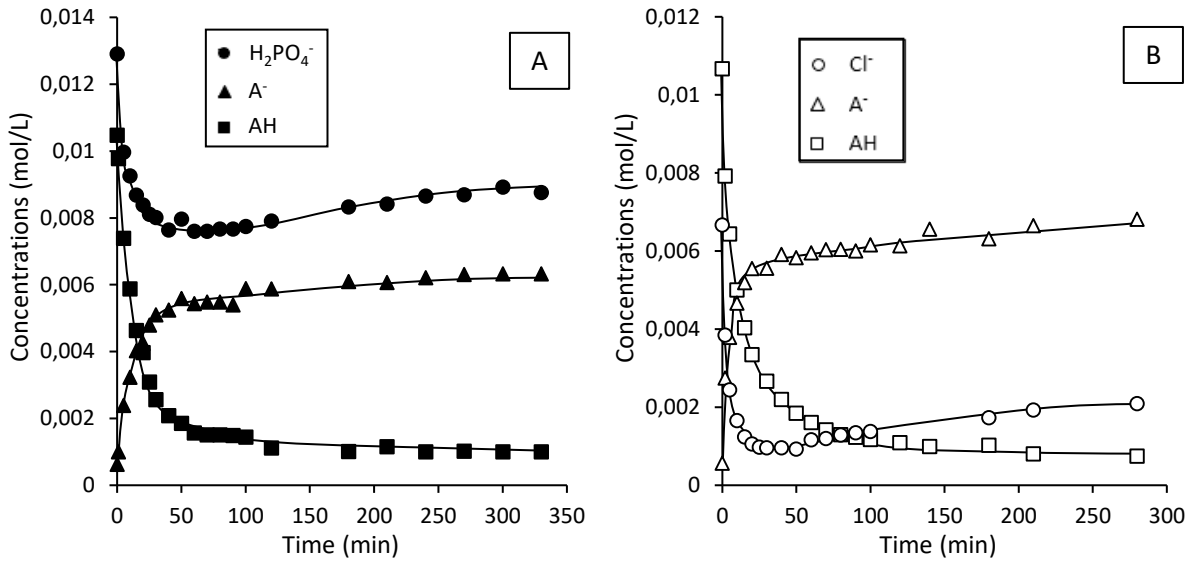 0,014
0,012
0,01
0,008
0,006
0,004
0,002
0
Concentrations (mol/L)
H₂PO₄⁻
A⁻
AH
A
0 50 100 150 200 250 300 350
Time (min)
0,012
0,01
0,008
0,006
0,004
0,002
0
Concentrations (mol/L)
Cl⁻
A⁻
AH
B
0 50 100 150 200 250 300
Time (min)